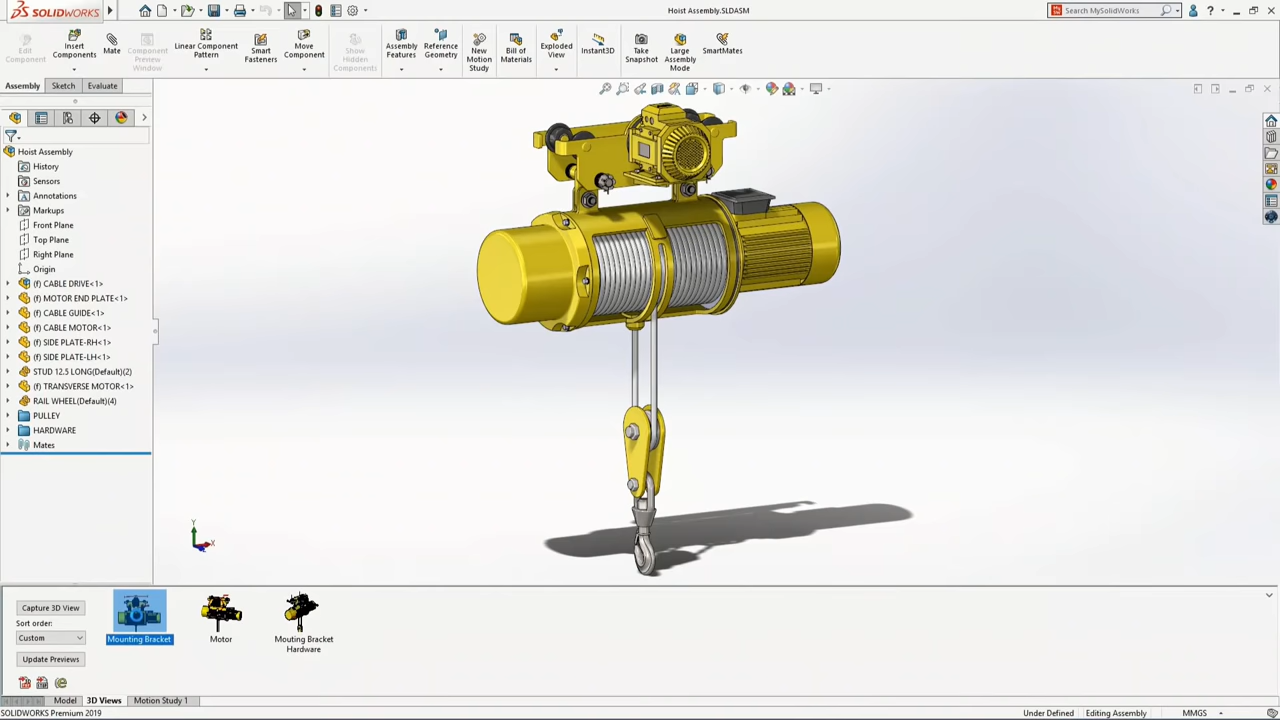 SOLIDWORKS
Hoist Assembly.SLDASM
Search MySolidWorks
?
Edit Component
Insert Components
Mate
Component Preview Window
Linear Component Pattern
Smart Fasteners
Move Component
Show Hidden Components
Assembly Features
Reference Geometry
New Motion Study
Bill of Materials
Exploded View
Instant3D
Take Snapshot
Large Assembly Mode
SmartMates
Assembly
Sketch
Evaluate
Hoist Assembly
History
Sensors
Annotations
Markups
Front Plane
Top Plane
Right Plane
Origin
(f) CABLE DRIVE<1>
(f) MOTOR END PLATE<1>
(f) CABLE GUIDE<1>
(f) CABLE MOTOR<1>
(f) SIDE PLATE-RH<1>
(f) SIDE PLATE-LH<1>
STUD 12.5 LONG(Default)(2)
(f) TRANSVERSE MOTOR<1>
RAIL WHEEL(Default)(4)
PULLEY
HARDWARE
Mates
Y
X
Capture 3D View
Sort order:
Custom
Update Previews
Mounting Bracket
Motor
Mouting Bracket
Hardware
Model
3D Views
Motion Study 1
SOLIDWORKS Premium 2019
Under Defined
Editing Assembly
MMGS